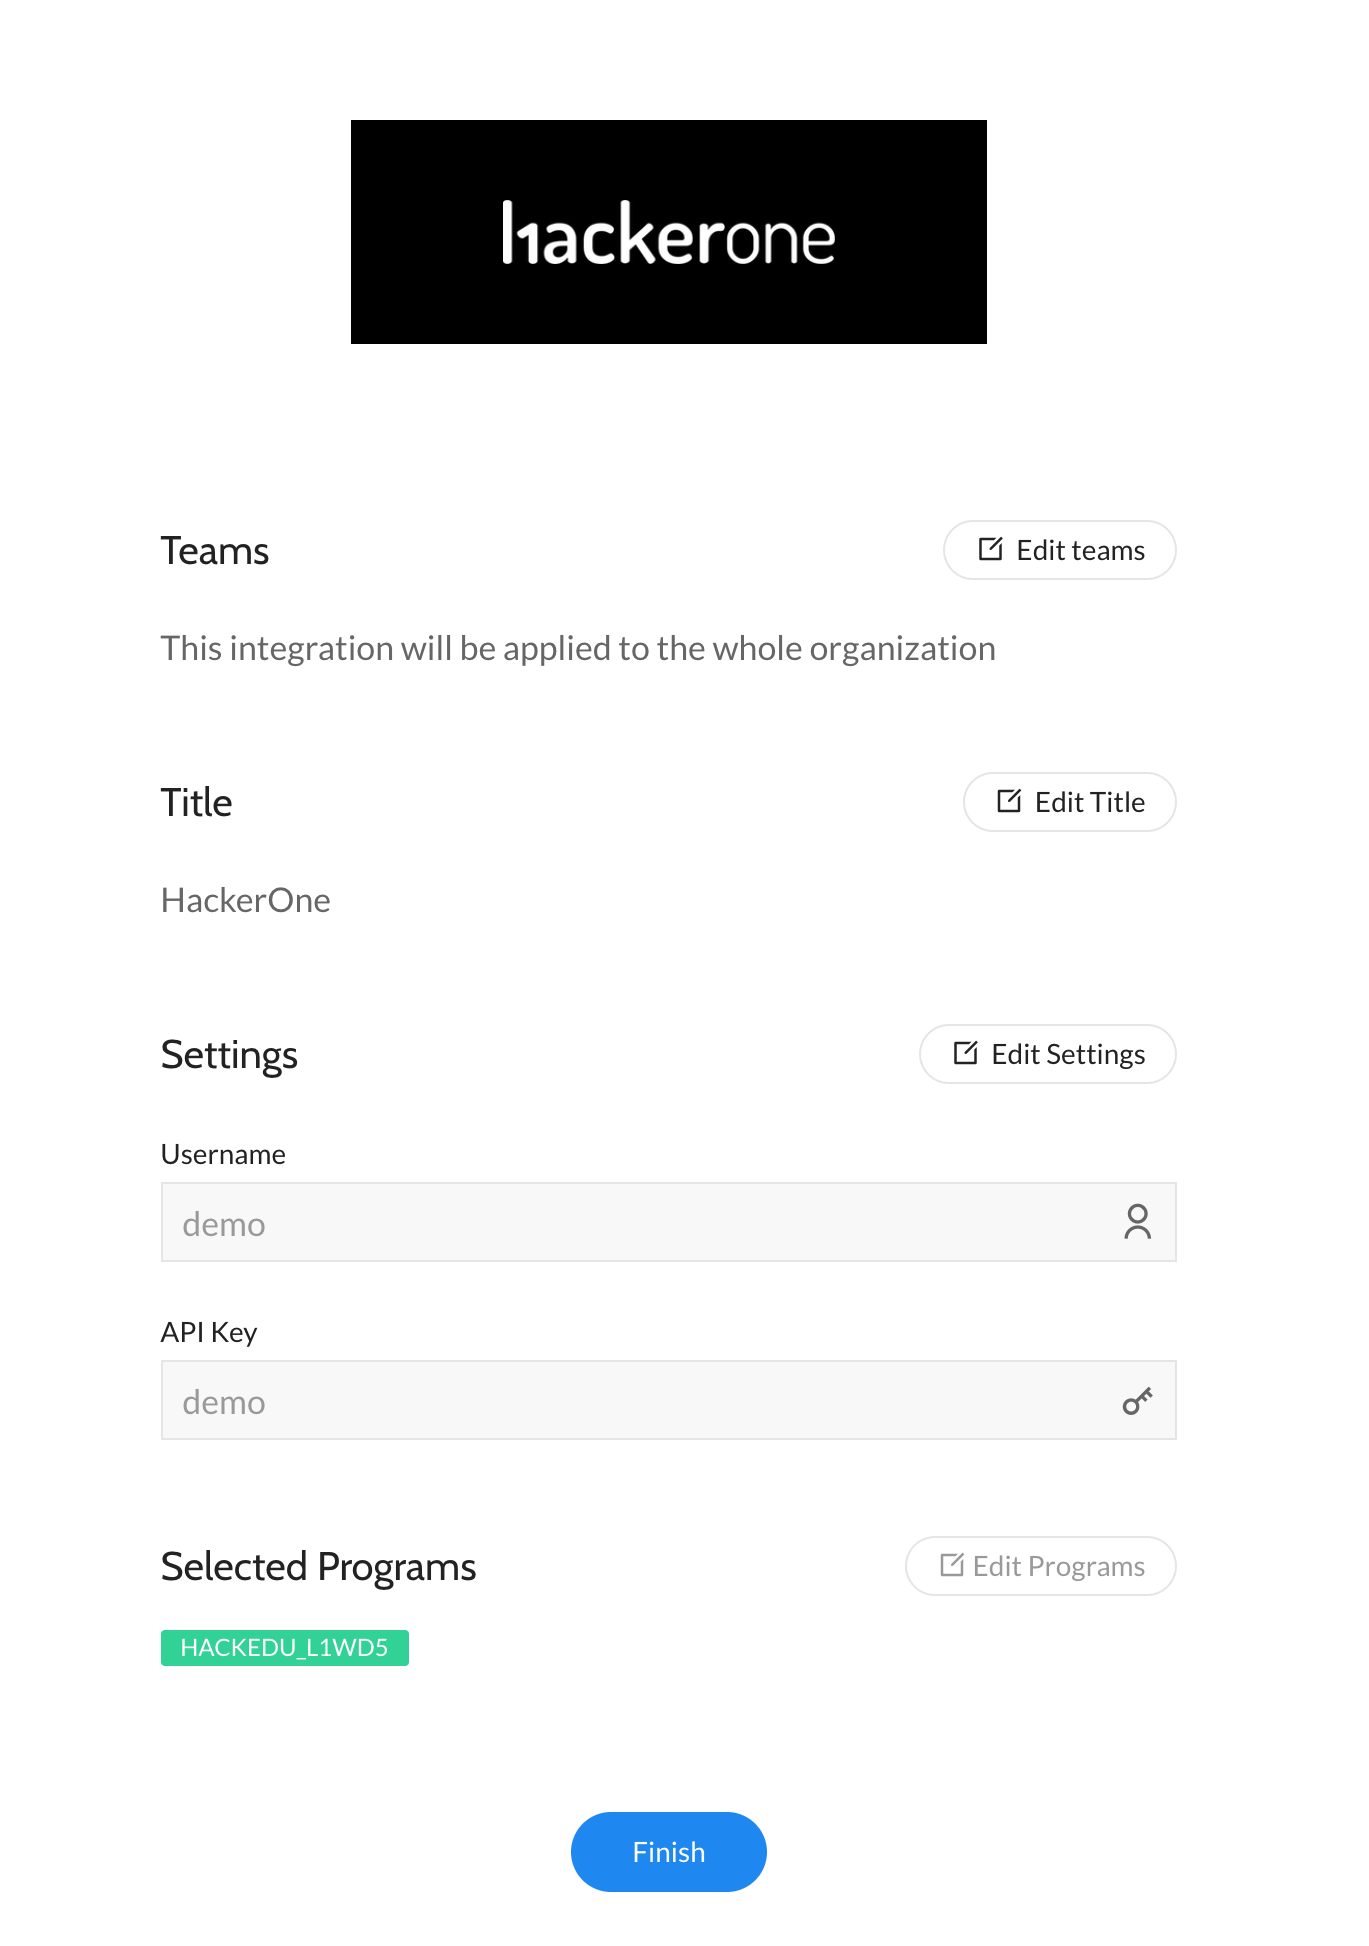 hackerone
Teams
Edit teams
This integration will be applied to the whole organization
Title
Edit Title
HackerOne
Settings
Edit Settings
Username
demo
API Key
demo
Selected Programs
Edit Programs
HACKEDU_L1WD5
Finish